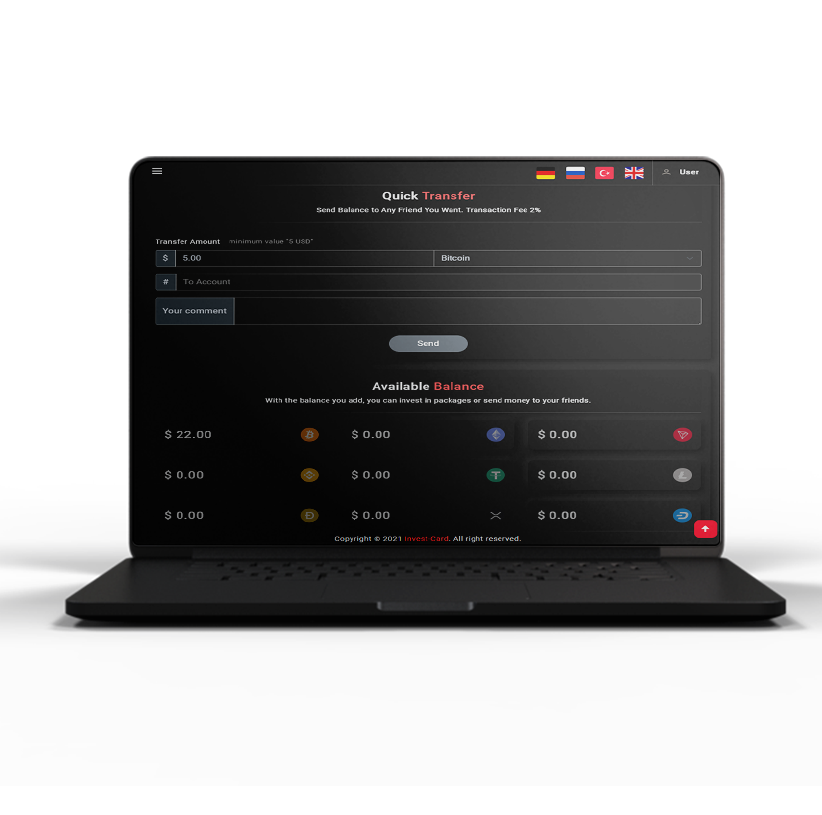 User
Quick Transfer
Send Balance to Any Friend You Want. Transaction Fee 2%
Transfer Amount minimum value "5 USD"
$ 5.00 Bitcoin
# To Account
Your comment
Send
Available Balance
With the balance you add, you can invest in packages or send money to your friends.
$ 22.00 $ 0.00 $ 0.00
$ 0.00 $ 0.00 $ 0.00
$ 0.00 $ 0.00 $ 0.00
Copyright © 2021 Invest-Card. All right reserved.